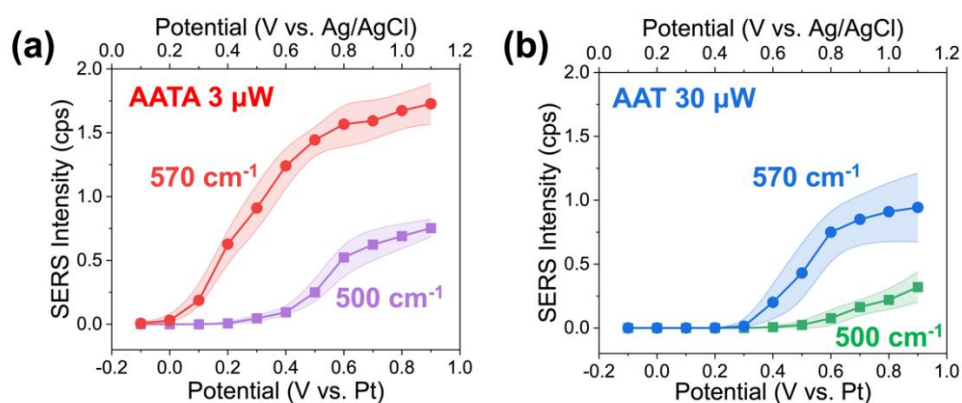 (a)
Potential (V vs. Ag/AgCl)
0.0 0.2 0.4 0.6 0.8 1.0 1.2
2.0
1.5
1.0
0.5
0.0
SERS Intensity (cps)
AATA 3 µW
570 cm⁻¹
500 cm⁻¹
-0.2 0.0 0.2 0.4 0.6 0.8 1.0
Potential (V vs. Pt)
(b)
Potential (V vs. Ag/AgCl)
0.0 0.2 0.4 0.6 0.8 1.0 1.2
2.0
1.5
1.0
0.5
0.0
SERS Intensity (cps)
AAT 30 µW
570 cm⁻¹
500 cm⁻¹
-0.2 0.0 0.2 0.4 0.6 0.8 1.0
Potential (V vs. Pt)